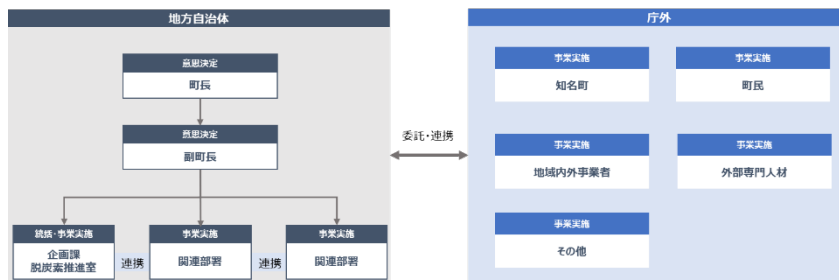 地方自治体
意思決定
町長
意思決定
副町長
統括・事業実施
企画課
脱炭素推進室
連携
事業実施
関連部署
連携
事業実施
関連部署
委託・連携
庁外
事業実施
知名町
事業実施
町民
事業実施
地域内外事業者
事業実施
外部専門人材
事業実施
その他